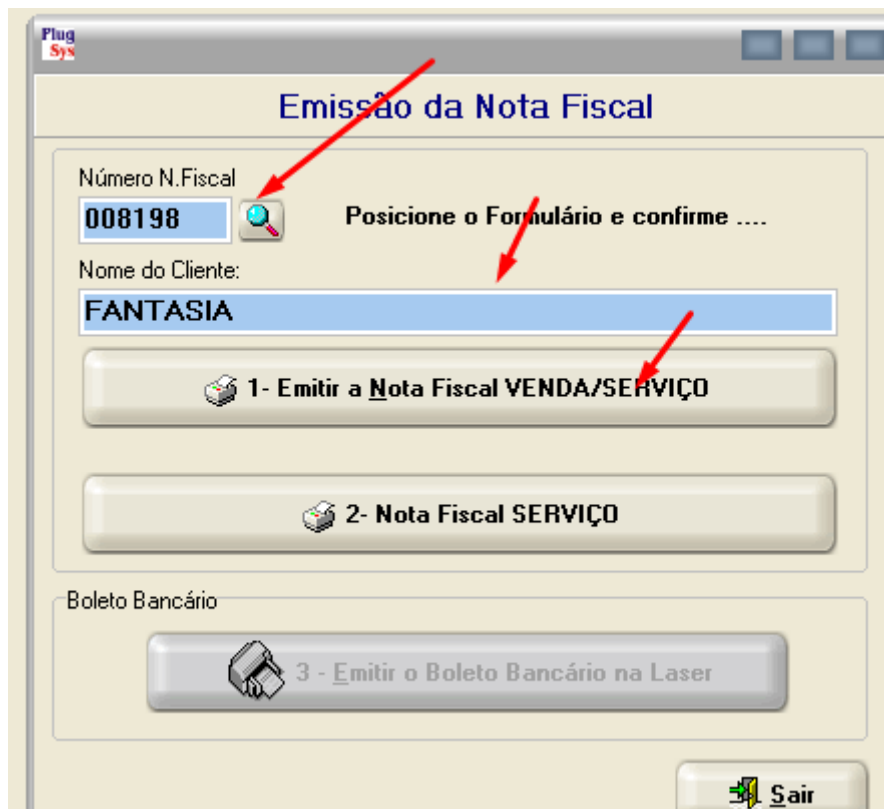 Plug
Sys
Emissão da Nota Fiscal
Número N.Fiscal
008198
Posicione o Formulário e confirme ....
Nome do Cliente:
FANTASIA
1- Emitir a Nota Fiscal VENDA/SERVIÇO
2- Nota Fiscal SERVIÇO
Boleto Bancário
3 - Emitir o Boleto Bancário na Laser
Sair